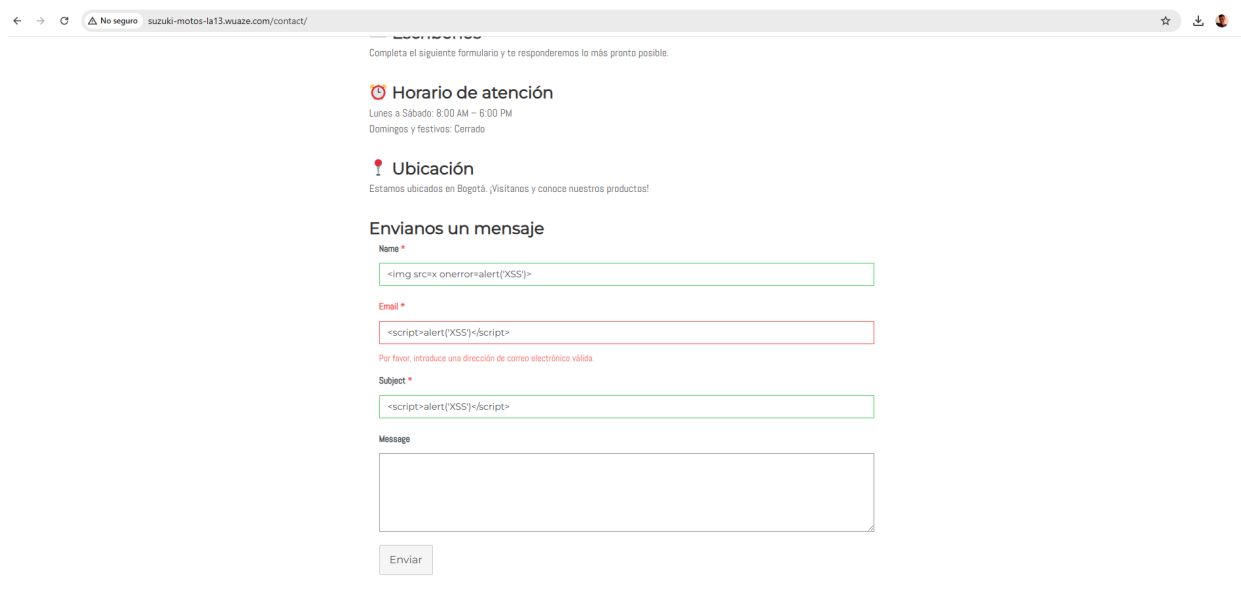 No seguro suzuki-motos-la13.wuaze.com/contact/
Completa el siguiente formulario y te responderemos lo más pronto posible.
Horario de atención
Lunes a Sábado: 8:00 AM – 6:00 PM
Domingos y festivos: Cerrado
Ubicación
Estamos ubicados en Bogotá. ¡Visítanos y conoce nuestros productos!
Envianos un mensaje
Name *
<img src=x onerror=alert('XSS')>
Email *
<script>alert('XSS')</script>
Por favor, introduce una dirección de correo electrónico válida.
Subject *
<script>alert('XSS')</script>
Message
Enviar